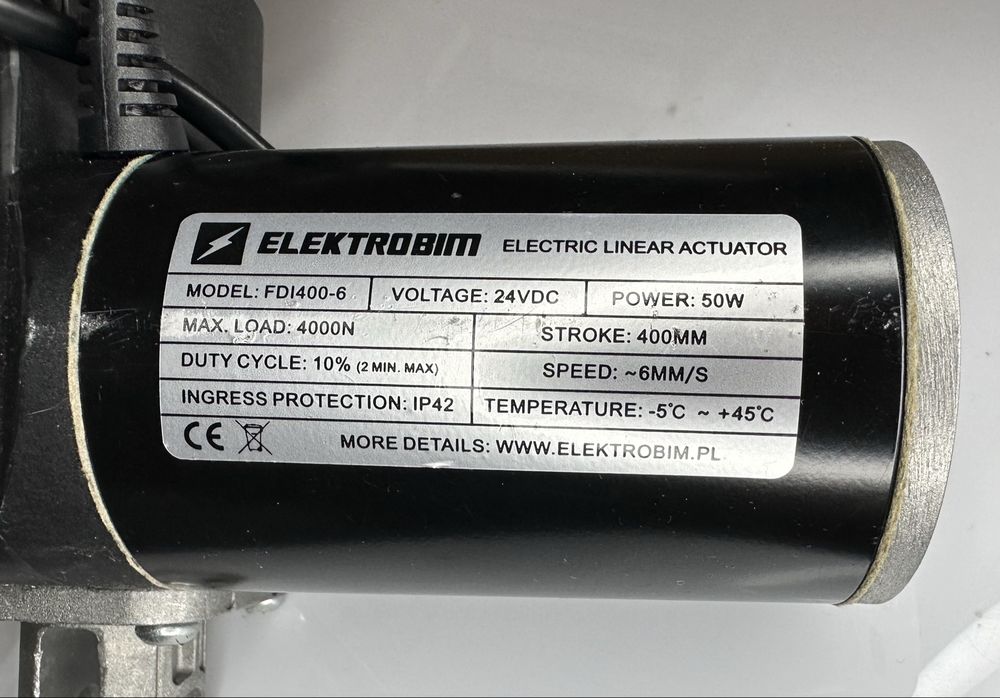 ELEKTROBIM ELECTRIC LINEAR ACTUATOR
MODEL: FDI400-6 VOLTAGE: 24VDC POWER: 50W
MAX. LOAD: 4000N STROKE: 400MM
DUTY CYCLE: 10% (2 MIN. MAX) SPEED: ~6MM/S
INGRESS PROTECTION: IP42 TEMPERATURE: -5°C ~ +45°C
CE MORE DETAILS: WWW.ELEKTROBIM.PL